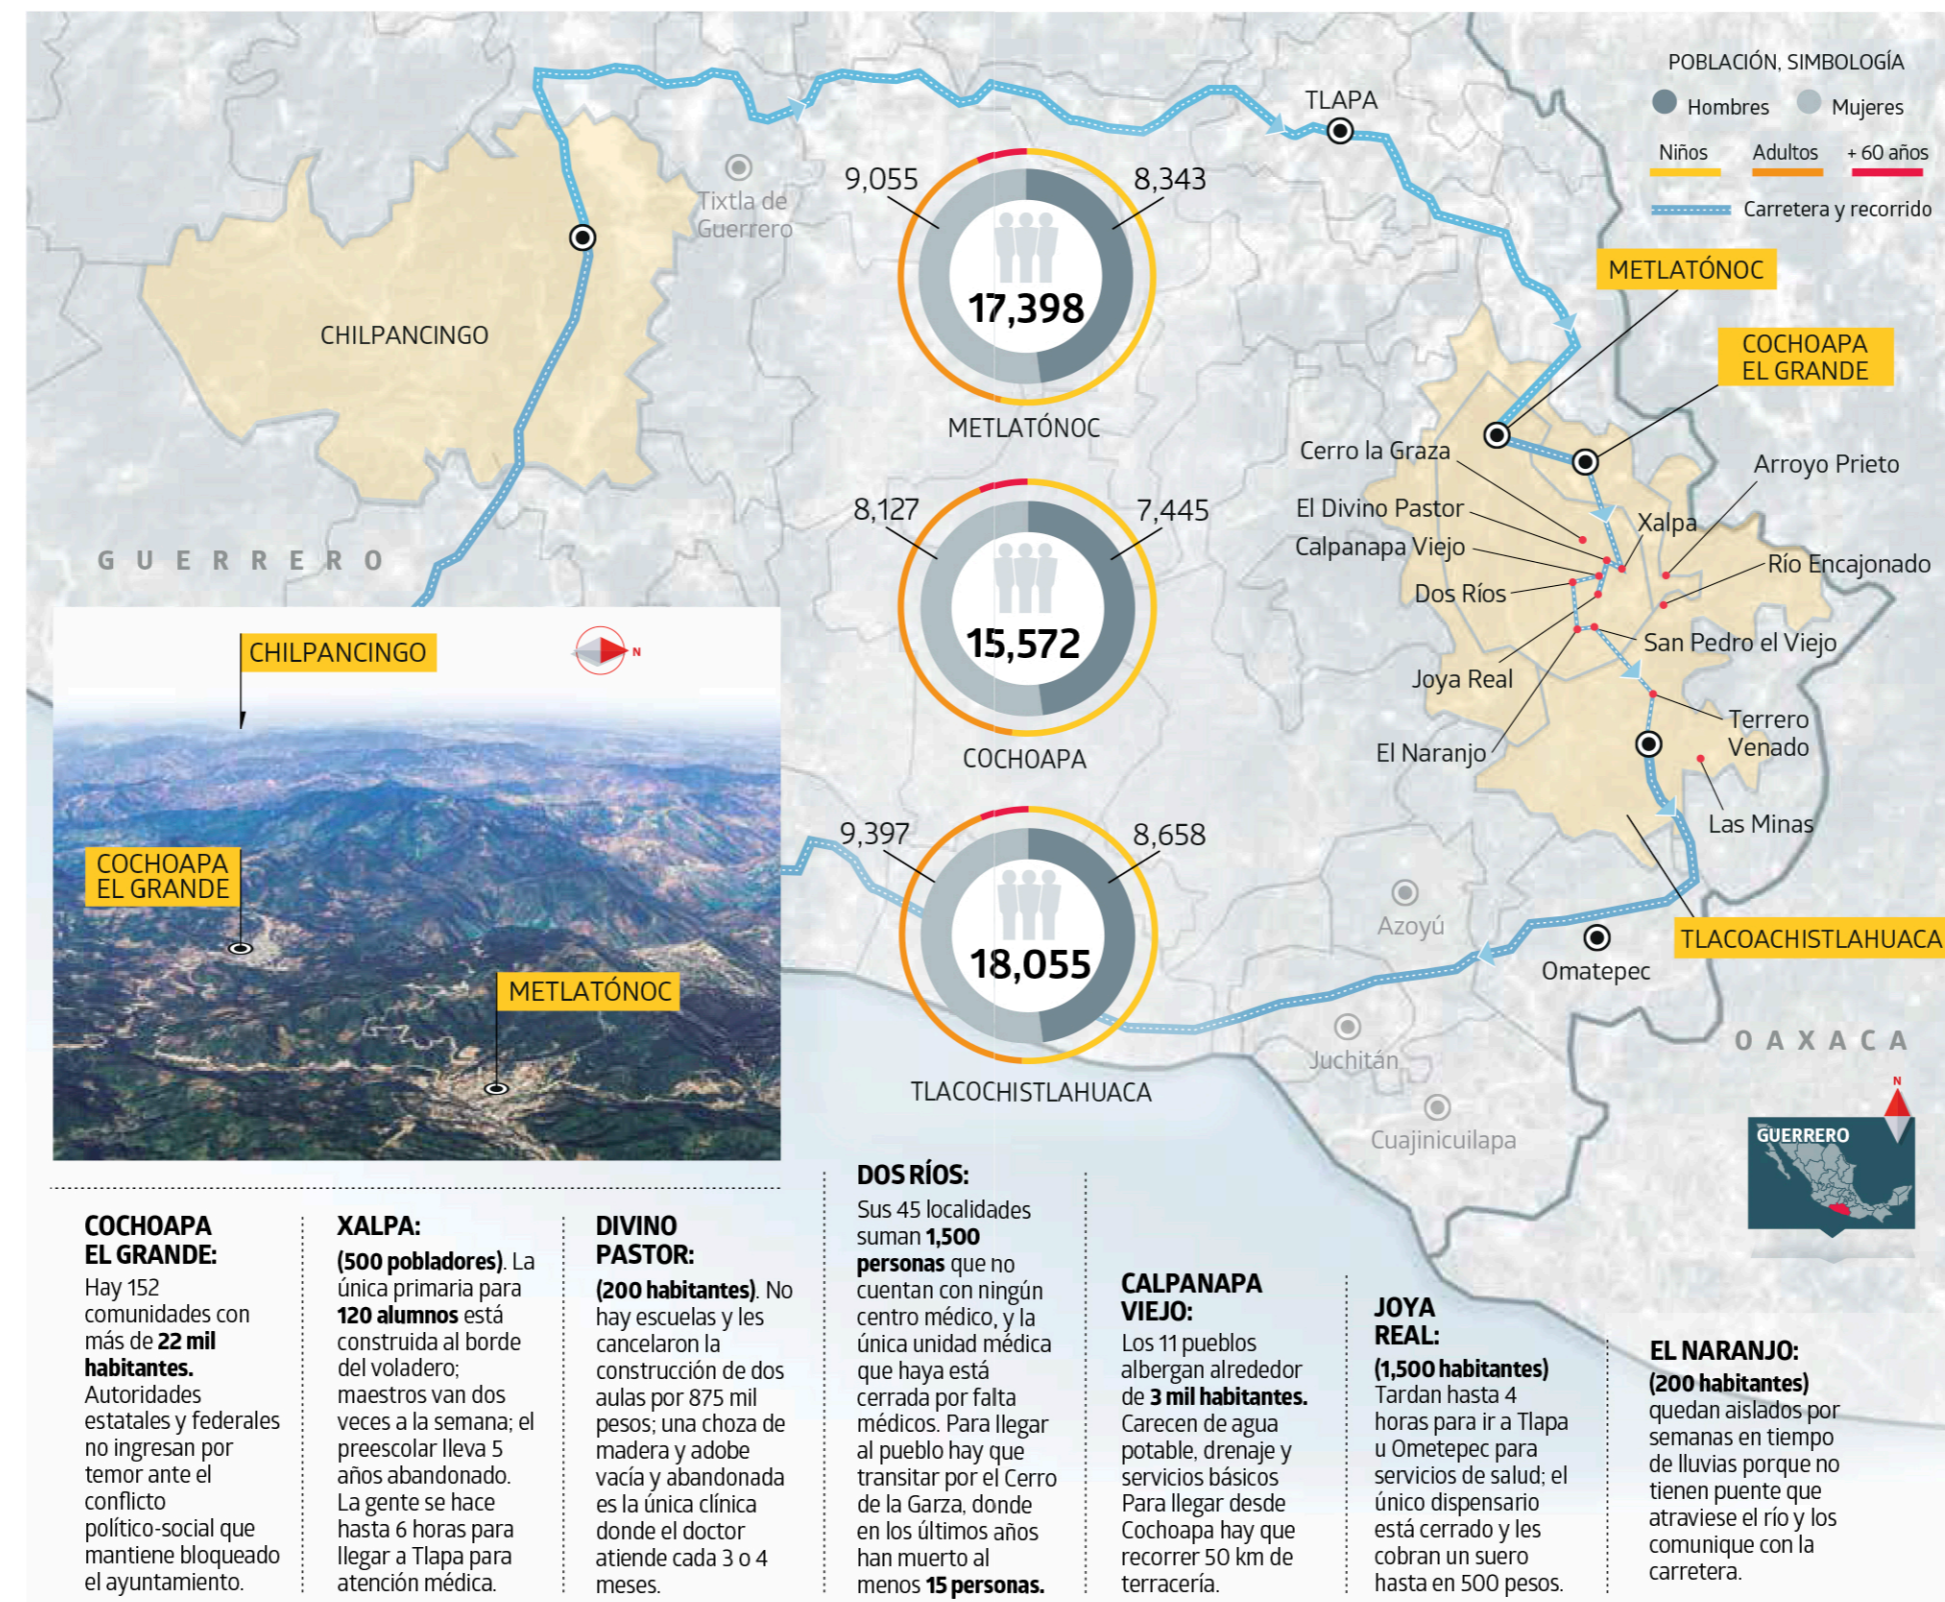 POBLACIÓN, SIMBOLOGÍA
Hombres
Mujeres
Niños
Adultos
+ 60 años
Carretera y recorrido
TLAPA
Tixtla de
Guerrero
CHILPANCINGO
GUERRERO
9,055
8,343
17,398
METLATÓNOC
8,127
7,445
15,572
COCHOAPA
9,397
8,658
18,055
TLACOCHISTLAHUACA
METLATÓNOC
COCHOAPA
EL GRANDE
Cerro la Graza
Arroyo Prieto
El Divino Pastor
Xalpa
Calpanapa Viejo
Río Encajonado
Dos Ríos
San Pedro el Viejo
Joya Real
Terrero
Venado
El Naranjo
Las Minas
Azoyú
TLACOACHISTLAHUACA
Omatepec
Juchitán
OAXACA
Cuajinicuilapa
N
GUERRERO
CHILPANCINGO
N
COCHOAPA
EL GRANDE
METLATÓNOC
COCHOAPA
EL GRANDE:
Hay 152
comunidades con
más de 22 mil
habitantes.
Autoridades
estatales y federales
no ingresan por
temor ante el
conflicto
político-social que
mantiene bloqueado
el ayuntamiento.
XALPA:
(500 pobladores). La
única primaria para
120 alumnos está
construida al borde
del voladero;
maestros van dos
veces a la semana; el
preescolar lleva 5
años abandonado.
La gente se hace
hasta 6 horas para
llegar a Tlapa para
atención médica.
DIVINO
PASTOR:
(200 habitantes). No
hay escuelas y les
cancelaron la
construcción de dos
aulas por 875 mil
pesos; una choza de
madera y adobe
vacía y abandonada
es la única clínica
donde el doctor
atiende cada 3 o 4
meses.
DOS RÍOS:
Sus 45 localidades
suman 1,500
personas que no
cuentan con ningún
centro médico, y la
única unidad médica
que haya está
cerrada por falta
médicos. Para llegar
al pueblo hay que
transitar por el Cerro
de la Garza, donde
en los últimos años
han muerto al
menos 15 personas.
CALPANAPA
VIEJO:
Los 11 pueblos
albergan alrededor
de 3 mil habitantes.
Carecen de agua
potable, drenaje y
servicios básicos
Para llegar desde
Cochoapa hay que
recorrer 50 km de
terracería.
JOYA
REAL:
(1,500 habitantes)
Tardan hasta 4
horas para ir a Tlapa
u Ometepec para
servicios de salud; el
único dispensario
está cerrado y les
cobran un suero
hasta en 500 pesos.
EL NARANJO:
(200 habitantes)
quedan aislados por
semanas en tiempo
de lluvias porque no
tienen puente que
atraviese el río y los
comunique con la
carretera.